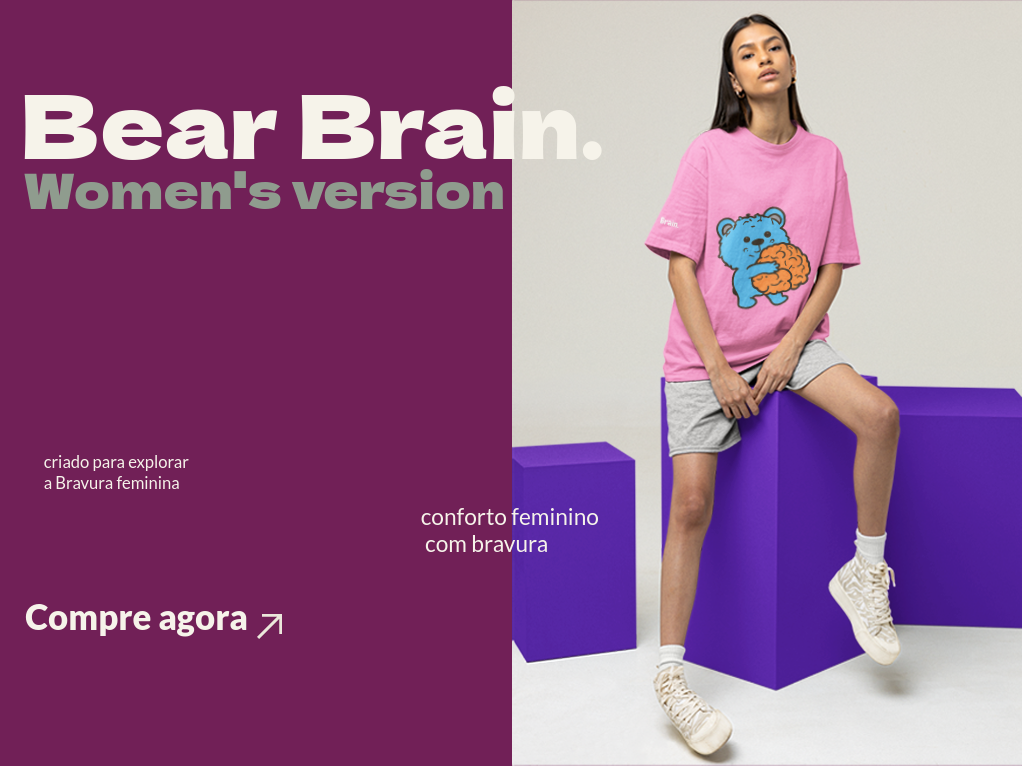 Bear Brain.
Women's version
Brain.
criado para explorar
a Bravura feminina
conforto feminino
com bravura
Compre agora